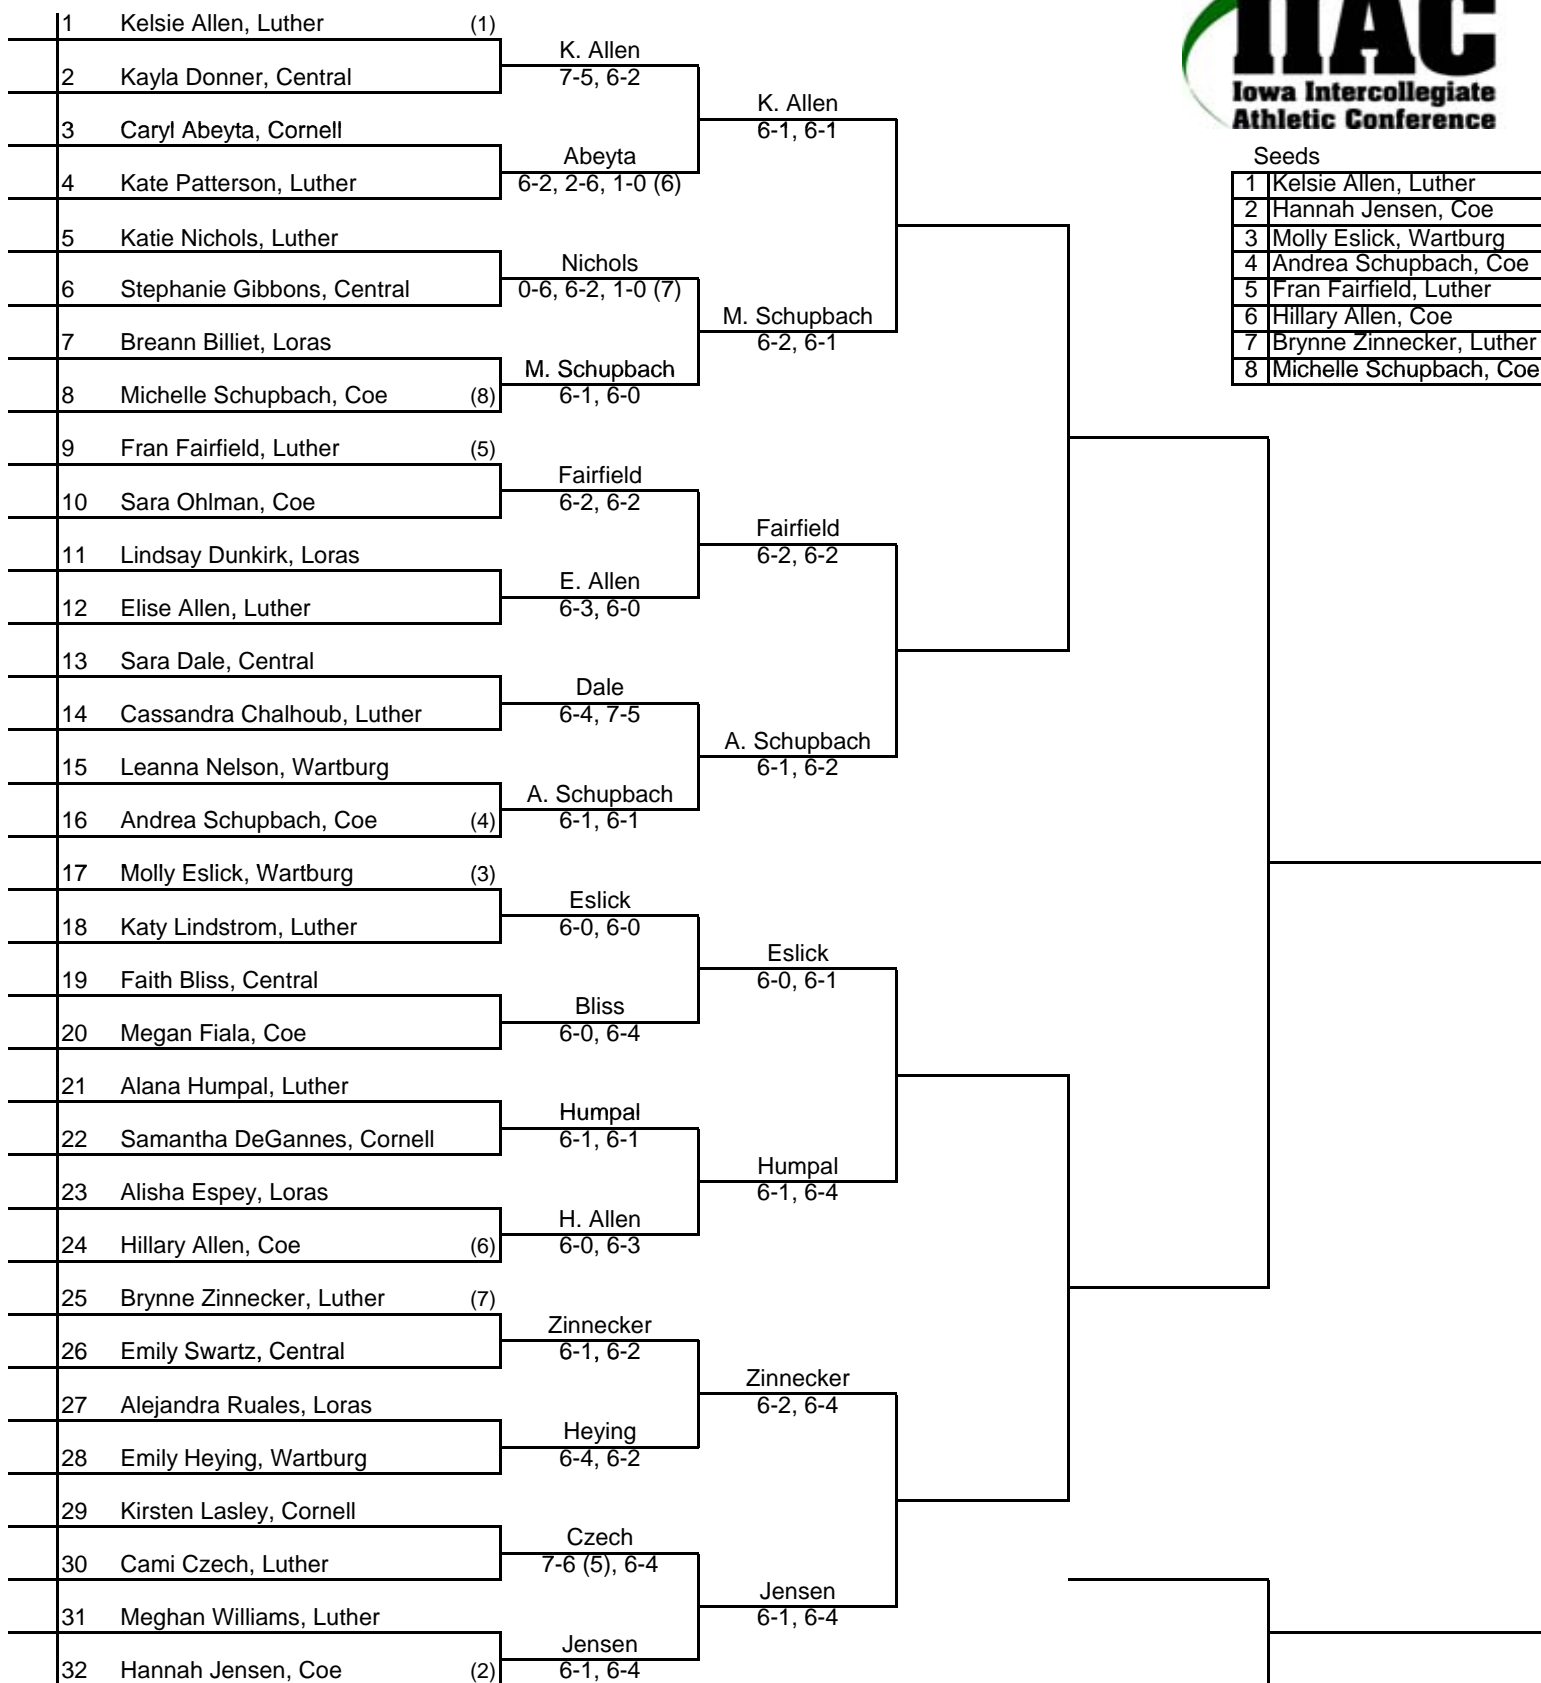 1 Kelsie Allen, Luther (1)
K. Allen
2 Kayla Donner, Central 7-5, 6-2
K. Allen
3 Caryl Abeyta, Cornell 6-1, 6-1
Abeyta
4 Kate Patterson, Luther 6-2, 2-6, 1-0 (6)
5 Katie Nichols, Luther
Nichols
6 Stephanie Gibbons, Central 0-6, 6-2, 1-0 (7)
M. Schupbach
7 Breann Billiet, Loras 6-2, 6-1
M. Schupbach
8 Michelle Schupbach, Coe (8) 6-1, 6-0
9 Fran Fairfield, Luther (5)
Fairfield
10 Sara Ohlman, Coe 6-2, 6-2
Fairfield
11 Lindsay Dunkirk, Loras 6-2, 6-2
E. Allen
12 Elise Allen, Luther 6-3, 6-0
13 Sara Dale, Central
Dale
14 Cassandra Chalhoub, Luther 6-4, 7-5
A. Schupbach
15 Leanna Nelson, Wartburg 6-1, 6-2
A. Schupbach
16 Andrea Schupbach, Coe (4) 6-1, 6-1
17 Molly Eslick, Wartburg (3)
Eslick
18 Katy Lindstrom, Luther 6-0, 6-0
Eslick
19 Faith Bliss, Central 6-0, 6-1
Bliss
20 Megan Fiala, Coe 6-0, 6-4
21 Alana Humpal, Luther
Humpal
22 Samantha DeGannes, Cornell 6-1, 6-1
Humpal
23 Alisha Espey, Loras 6-1, 6-4
H. Allen
24 Hillary Allen, Coe (6) 6-0, 6-3
25 Brynne Zinnecker, Luther (7)
Zinnecker
26 Emily Swartz, Central 6-1, 6-2
Zinnecker
27 Alejandra Ruales, Loras 6-2, 6-4
Heying
28 Emily Heying, Wartburg 6-4, 6-2
29 Kirsten Lasley, Cornell
Czech
30 Cami Czech, Luther 7-6 (5), 6-4
Jensen
31 Meghan Williams, Luther 6-1, 6-4
Jensen
32 Hannah Jensen, Coe (2) 6-1, 6-4
IIAC
Iowa Intercollegiate
Athletic Conference
Seeds
1 Kelsie Allen, Luther
2 Hannah Jensen, Coe
3 Molly Eslick, Wartburg
4 Andrea Schupbach, Coe
5 Fran Fairfield, Luther
6 Hillary Allen, Coe
7 Brynne Zinnecker, Luther
8 Michelle Schupbach, Coe